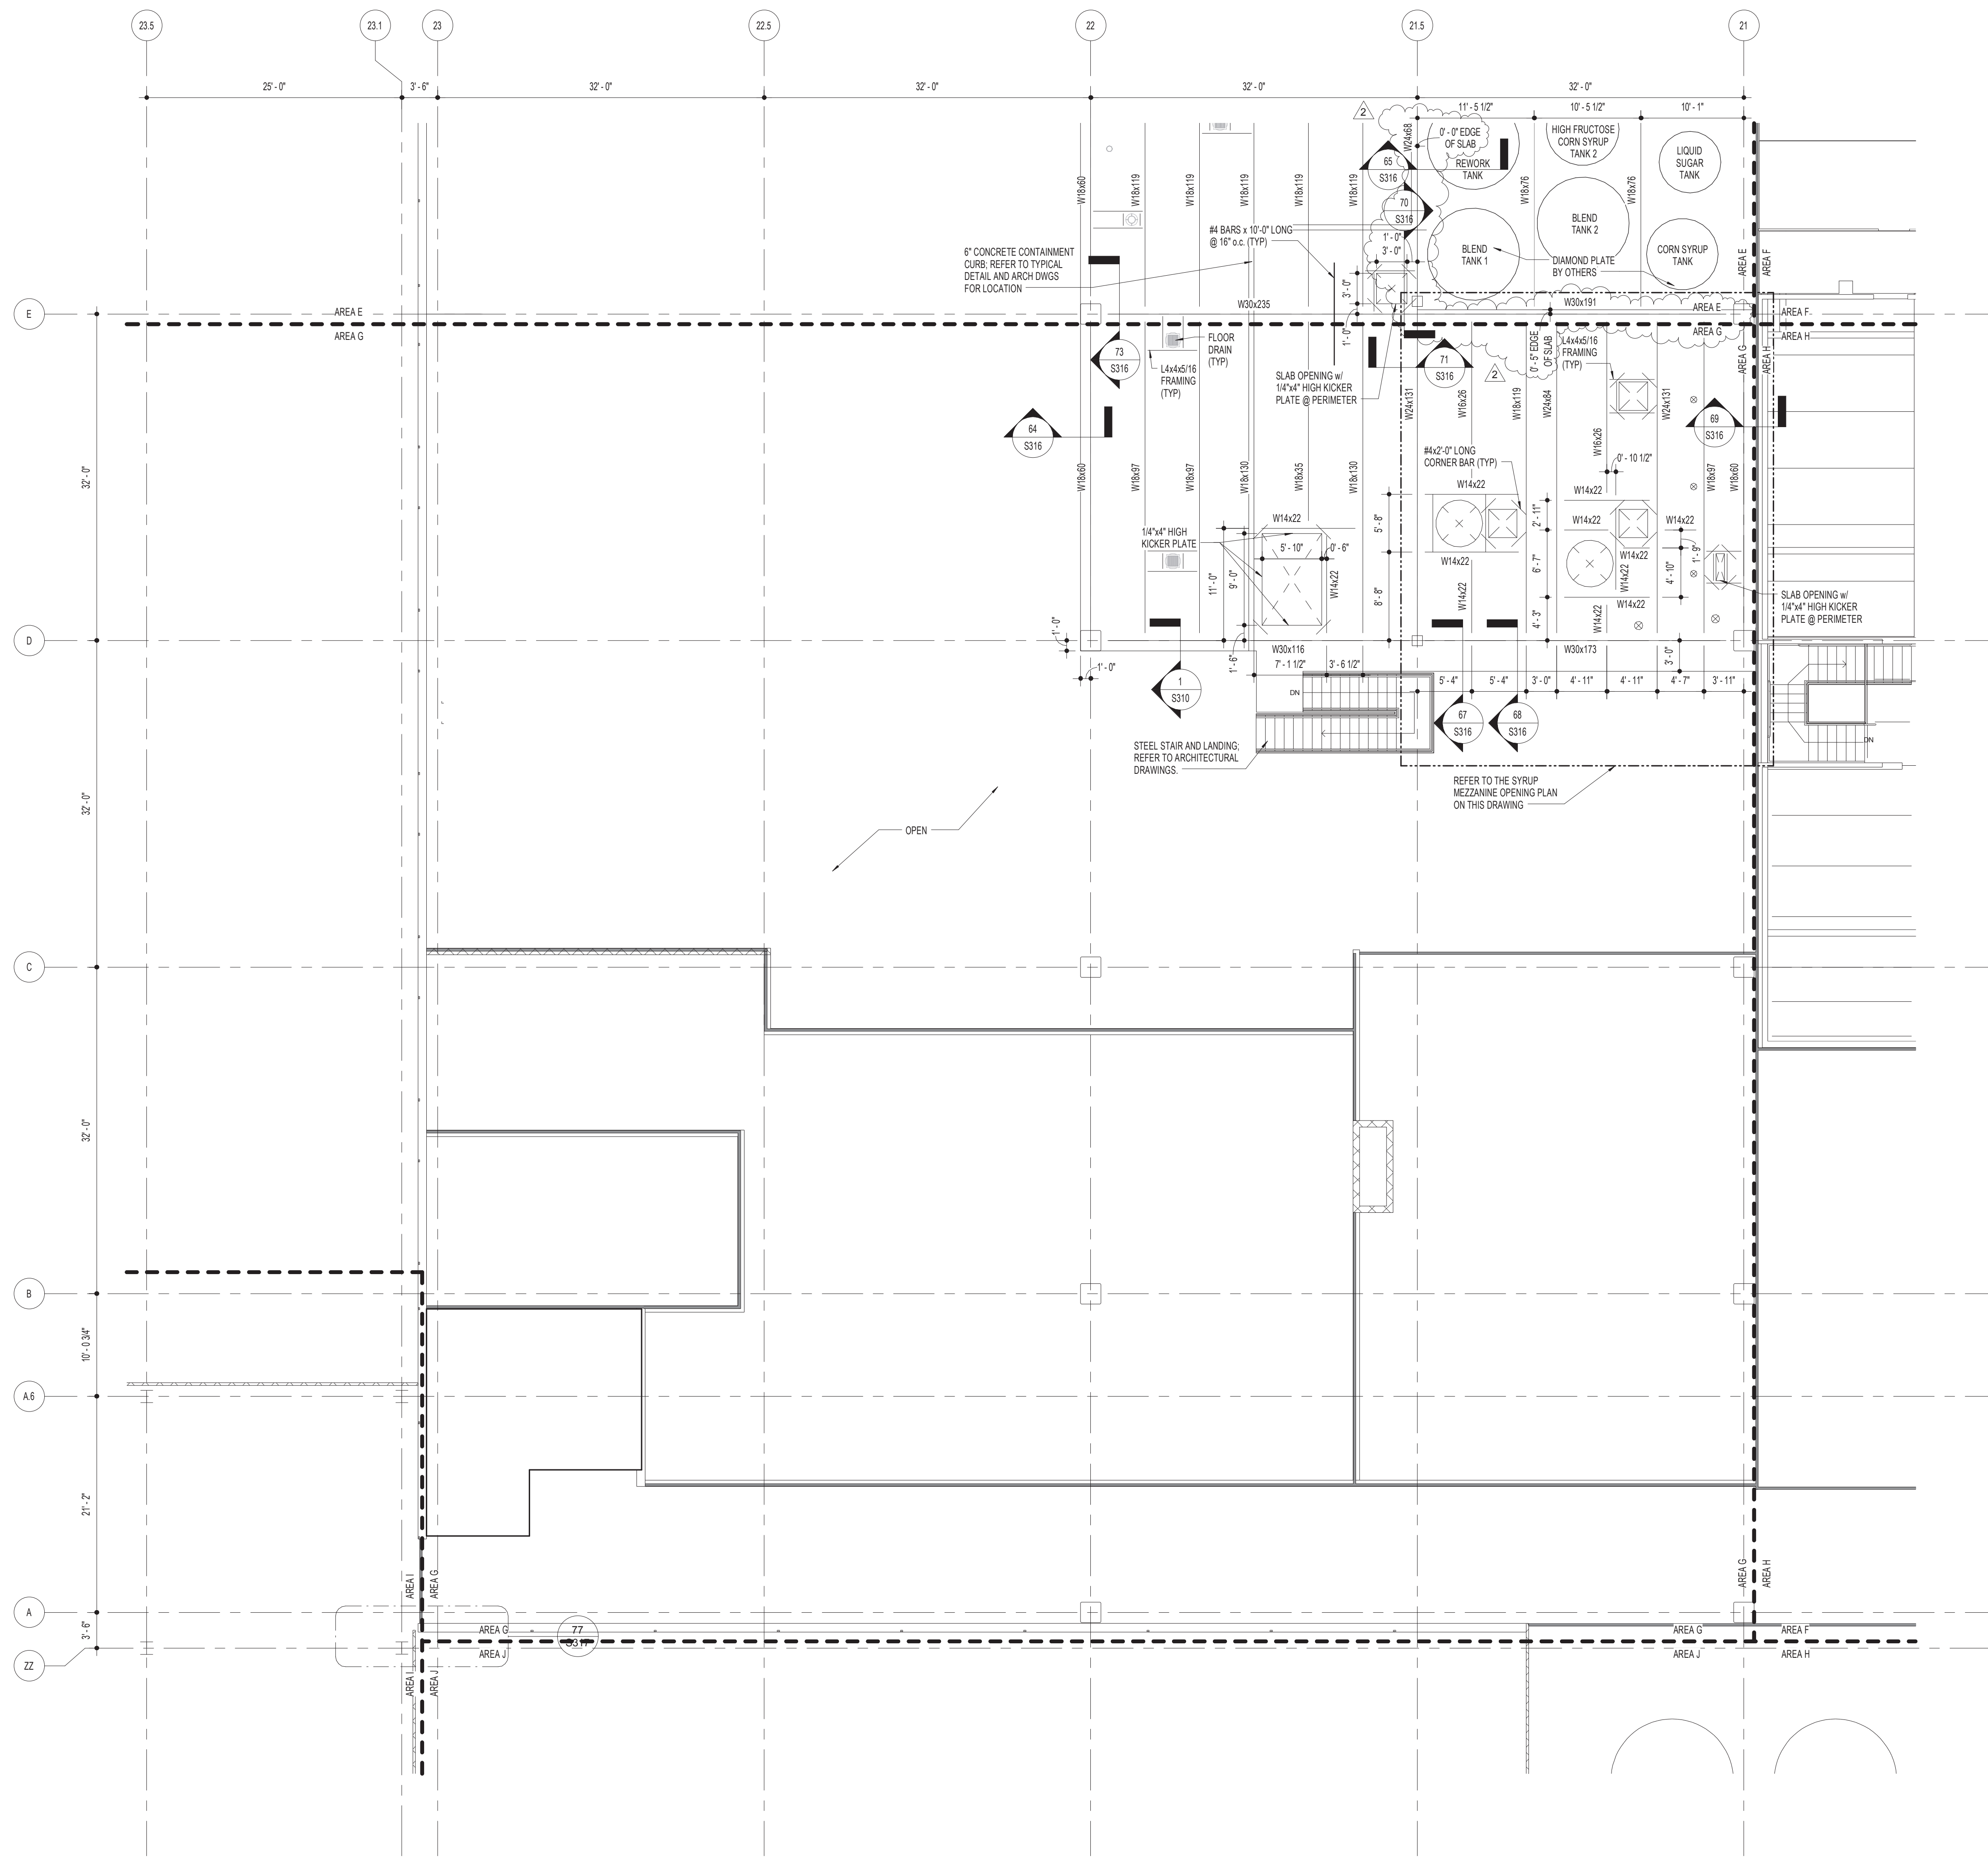 23.5
23.1
23
22.5
22
21.5
21
25' - 0"
3' - 6"
32' - 0"
32' - 0"
32' - 0"
32' - 0"
2
11' - 5 1/2"
10' - 5 1/2"
10' - 1"
W18x60
W18x119
W18x119
W18x119
W18x119
W18x119
W24x68
0' - 0" EDGE
OF SLAB
REWORK
TANK
HIGH FRUCTOSE
CORN SYRUP
TANK 2
LIQUID
SUGAR
TANK
65
S316
W18x76
W18x76
70
S316
#4 BARS x 10'-0" LONG
@ 16" o.c. (TYP)
1' - 0"
3' - 0"
BLEND
TANK 1
BLEND
TANK 2
CORN SYRUP
TANK
DIAMOND PLATE
BY OTHERS
AREA E
AREA F
6" CONCRETE CONTAINMENT
CURB; REFER TO TYPICAL
DETAIL AND ARCH DWGS
FOR LOCATION
3' - 0"
1' - 0"
W30x235
W30x191
E
AREA E
AREA G
AREA E
AREA G
AREA F
AREA H
AREA G
AREA H
73
S316
FLOOR
DRAIN
(TYP)
L4x4x5/16
FRAMING
(TYP)
71
S316
2
0' - 5" EDGE
OF SLAB
L4x4x5/16
FRAMING
(TYP)
SLAB OPENING w/
1/4"x4" HIGH KICKER
PLATE @ PERIMETER
64
S316
69
S316
W24x131
W16x26
W18x119
W24x84
W16x26
W24x131
0' - 10 1/2"
#4x2'-0" LONG
CORNER BAR (TYP)
32' - 0"
W18x60
W18x97
W18x97
W18x130
W18x35
W18x130
W18x97
W18x60
W14x22
W14x22
W14x22
W14x22
W14x22
W14x22
W14x22
W14x22
W14x22
W14x22
W14x22
W14x22
1/4"x4" HIGH
KICKER PLATE
5' - 10"
0' - 6"
11' - 0"
9' - 0"
5' - 8"
8' - 8"
2' - 11"
6' - 7"
4' - 3"
1' - 9"
4' - 10"
SLAB OPENING w/
1/4"x4" HIGH KICKER
PLATE @ PERIMETER
D
1' - 0"
1' - 0"
1' - 6"
W30x116
W30x173
7' - 1 1/2"
3' - 6 1/2"
3' - 0"
5' - 4"
5' - 4"
3' - 0"
4' - 11"
4' - 11"
4' - 7"
3' - 11"
1
S310
DN
67
S316
68
S316
DN
STEEL STAIR AND LANDING;
REFER TO ARCHITECTURAL
DRAWINGS.
REFER TO THE SYRUP
MEZZANINE OPENING PLAN
ON THIS DRAWING
32' - 0"
OPEN
C
32' - 0"
B
10' - 0 3/4"
A.6
21' - 2"
AREA I
AREA G
AREA G
AREA H
A
3' - 6"
ZZ
AREA G
AREA J
77
S317
AREA G
AREA J
AREA F
AREA H
AREA I
AREA J